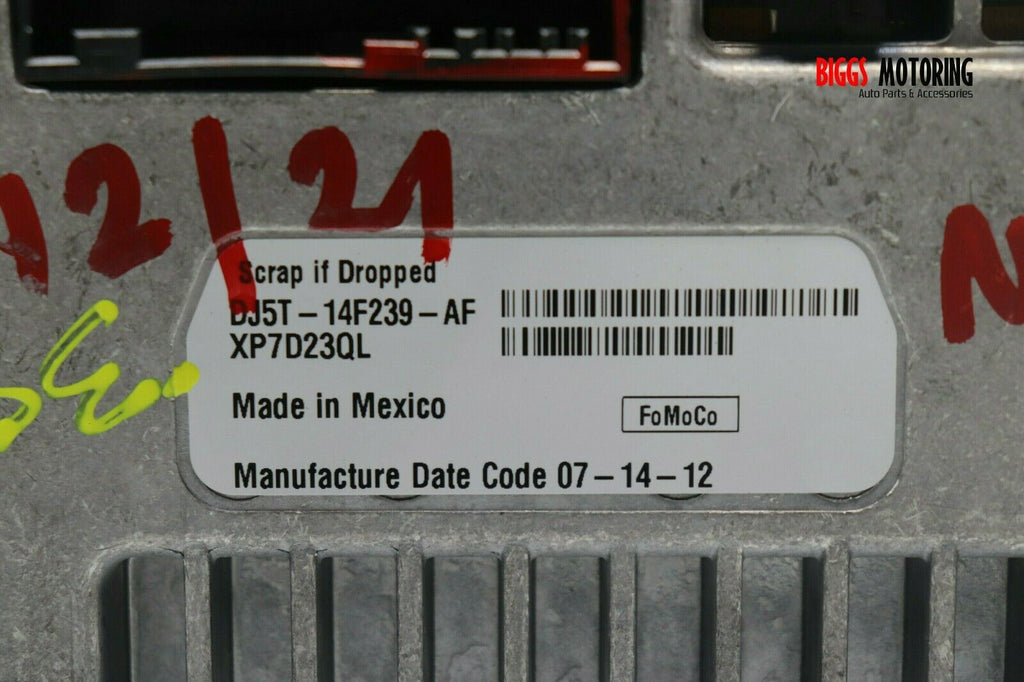 BIGGS MOTORING
Auto Parts & Accessories
12/21
Scrap if Dropped
DJ5T-14F239-AF
XP7D23QL
Made in Mexico
FoMoCo
Manufacture Date Code 07-14-12